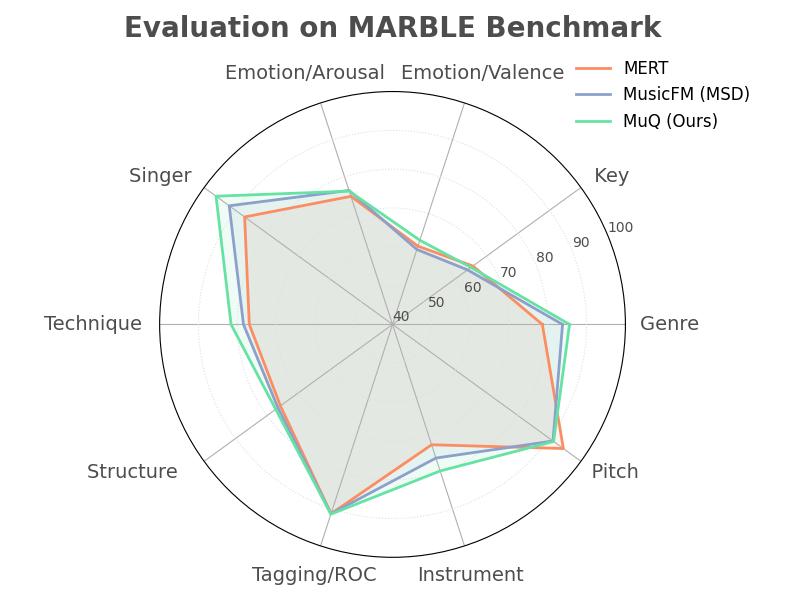 Evaluation on MARBLE Benchmark
MERT
MusicFM (MSD)
MuQ (Ours)
Emotion/Arousal
Emotion/Valence
Singer
Key
100
90
80
70
60
50
40
Technique
Genre
Structure
Pitch
Tagging/ROC
Instrument